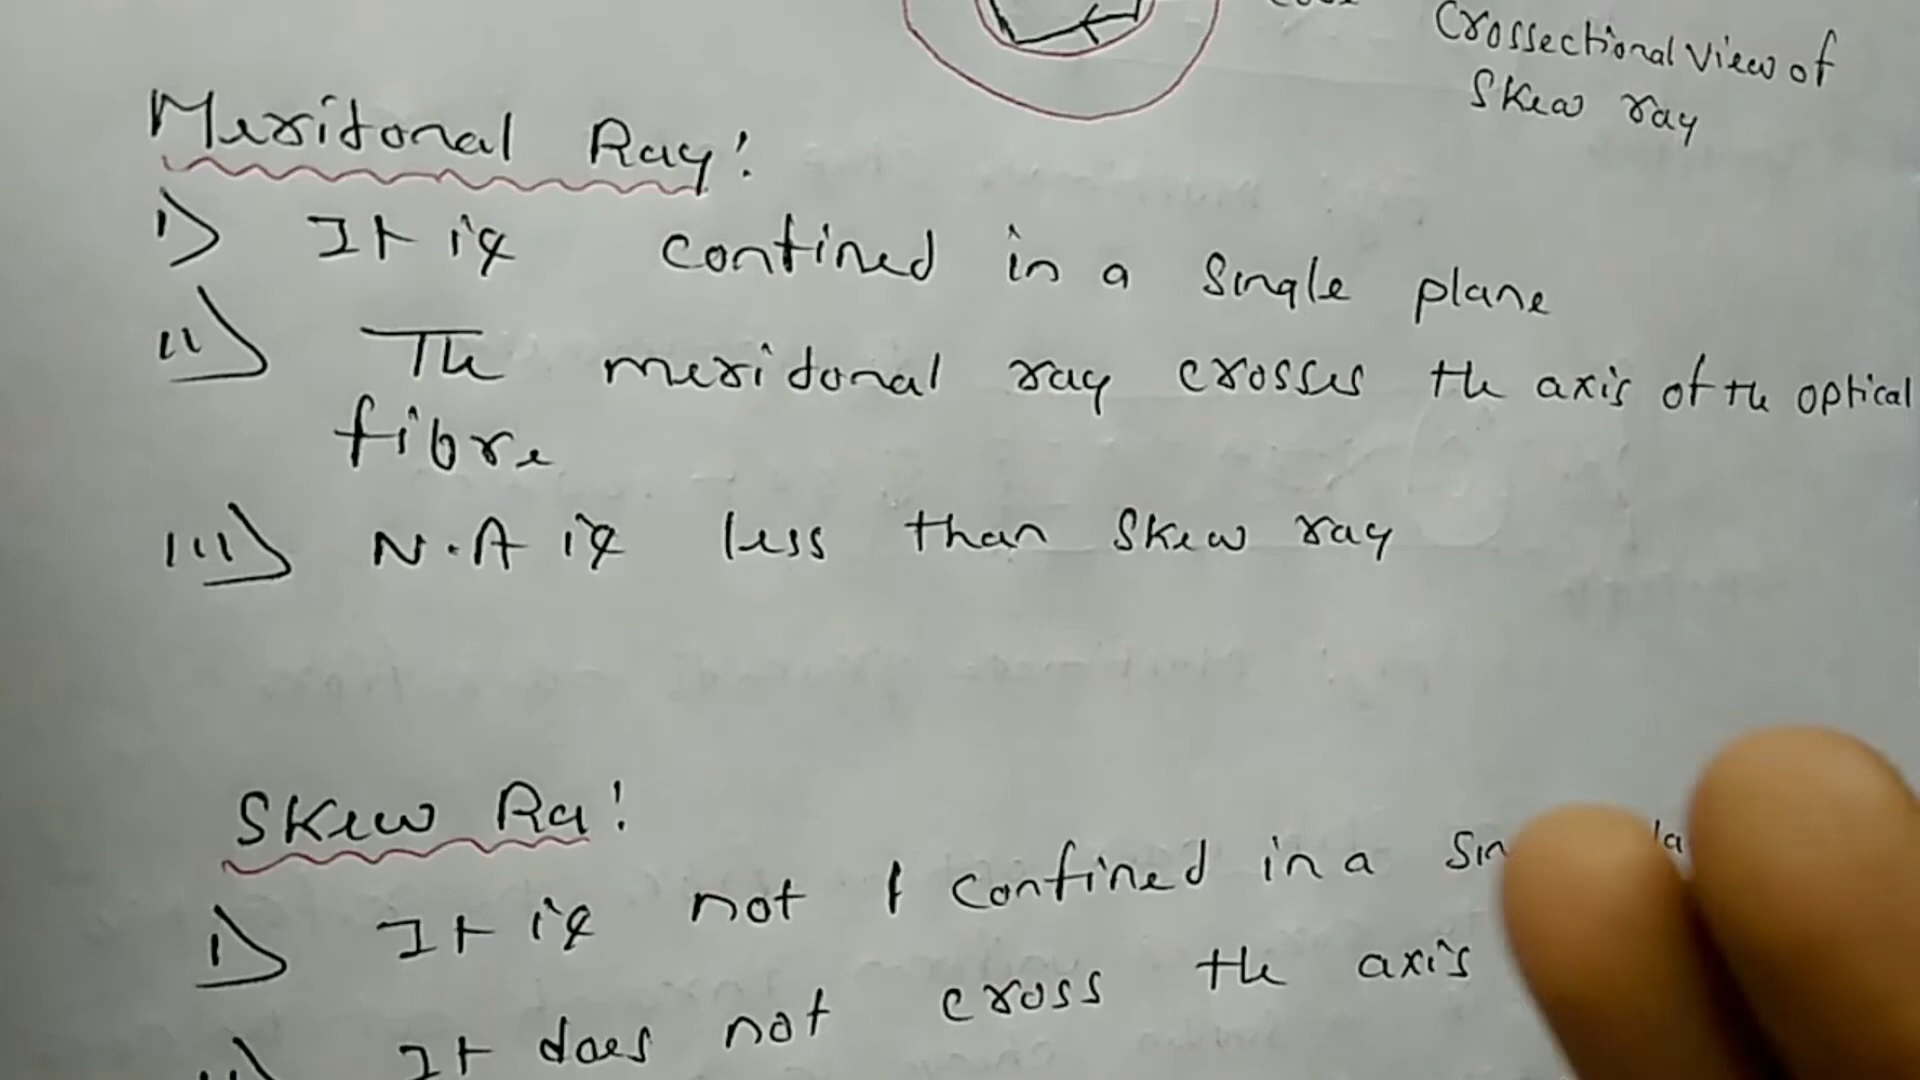 Crossectional View of
Skew ray
Meridonal Ray:
i) It is confined in a single plane
ii) The meridonal ray crosses the axis of the optical
fibre
iii) N.A is less than skew ray
Skew Ra:
i) It is not confined in a
ii) It does not cross the axis